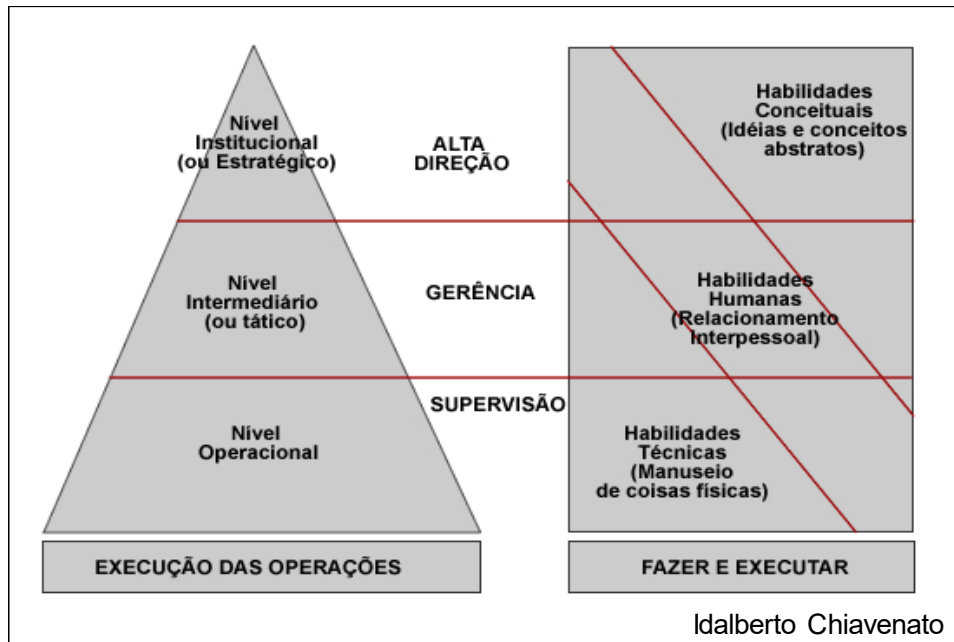 Nível
Institucional
(ou Estratégico)
ALTA
DIREÇÃO
Habilidades
Conceituais
(Idéias e conceitos
abstratos)
Nível
Intermediário
(ou tático)
GERÊNCIA
Habilidades
Humanas
(Relacionamento
Interpessoal)
Nível
Operacional
SUPERVISÃO
Habilidades
Técnicas
(Manuseio
de coisas físicas)
EXECUÇÃO DAS OPERAÇÕES
FAZER E EXECUTAR
Idalberto Chiavenato